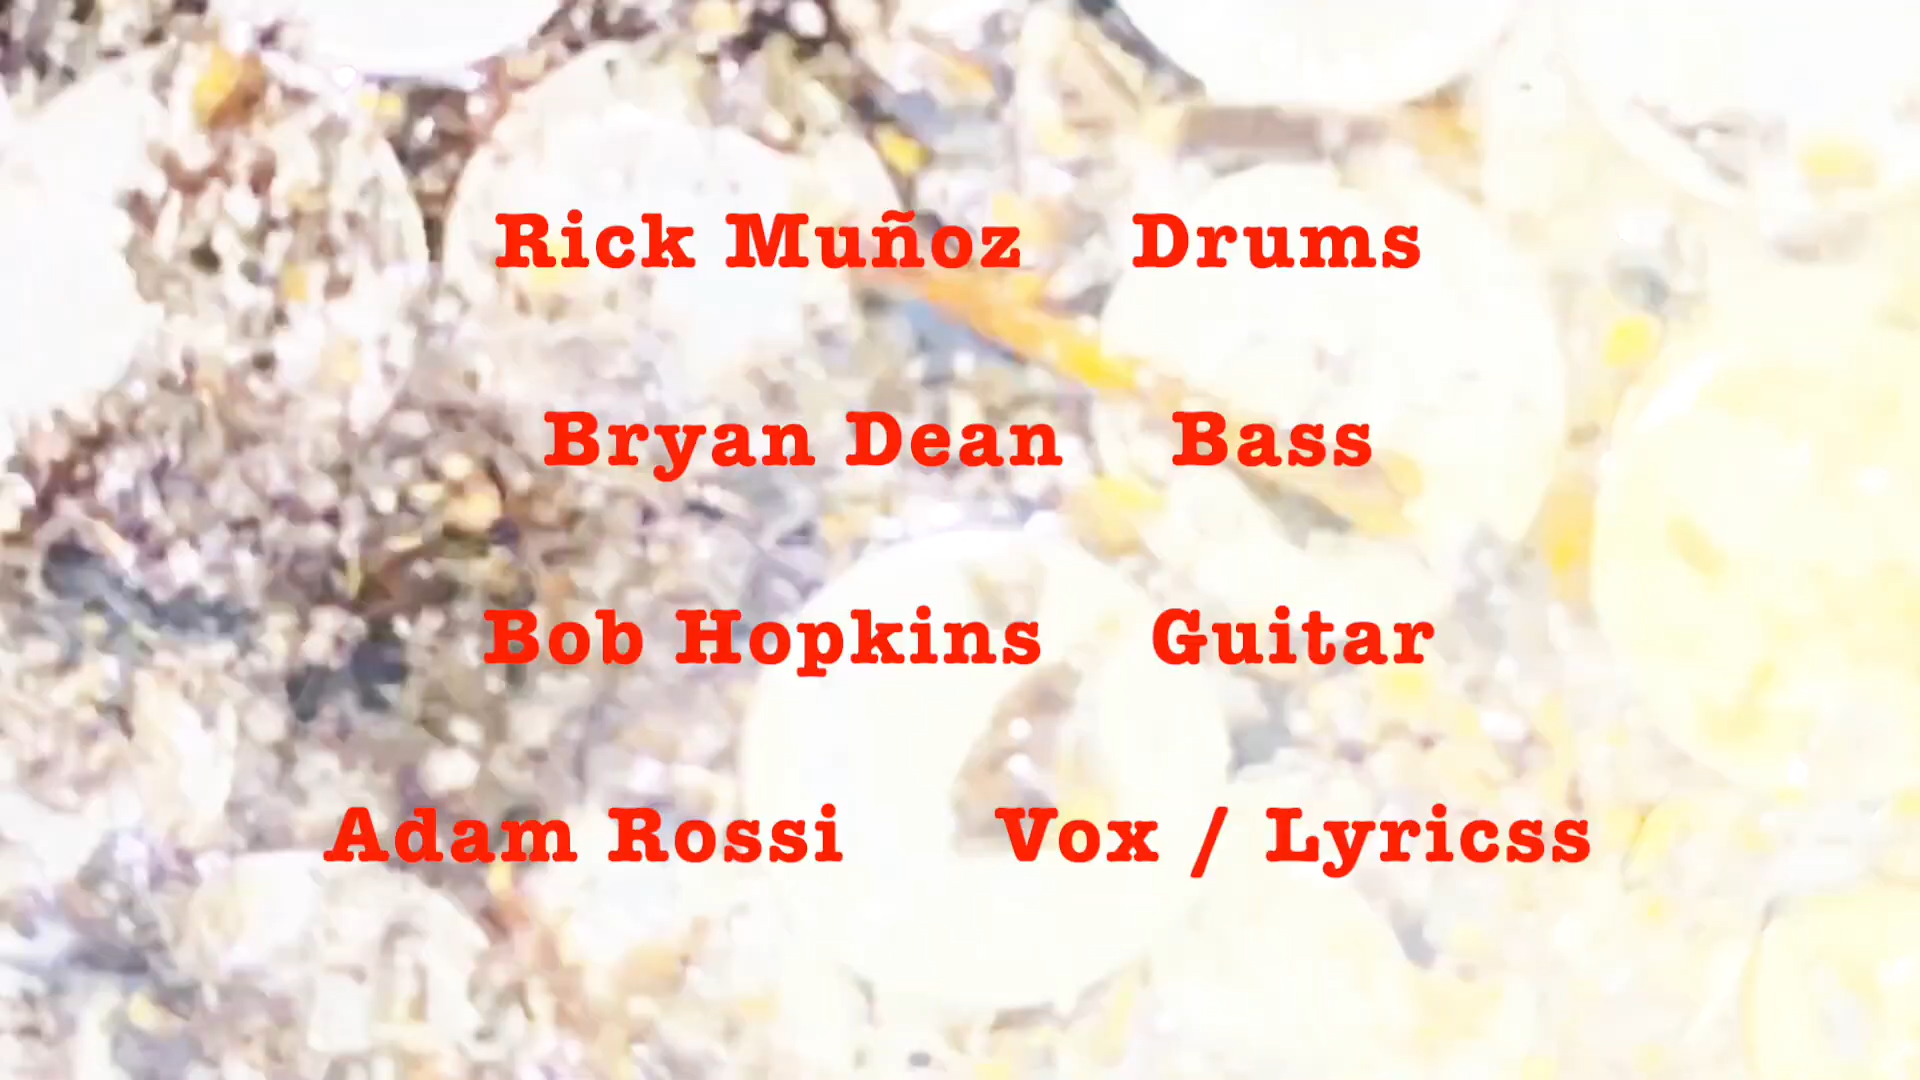 Rick Muñoz Drums
Bryan Dean Bass
Bob Hopkins Guitar
Adam Rossi Vox / Lyricss